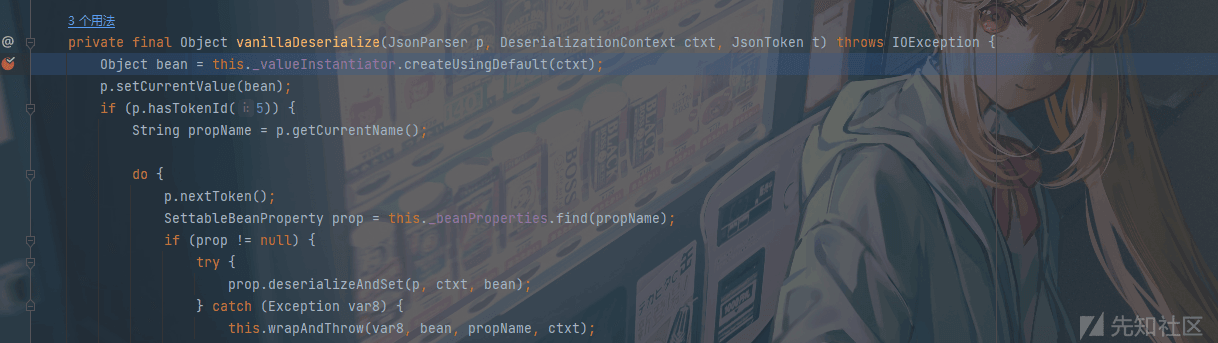 3 个用法
private final Object vanillaDeserialize(JsonParser p, DeserializationContext ctxt, JsonToken t) throws IOException {
Object bean = this._valueInstantiator.createUsingDefault(ctxt);
p.setCurrentValue(bean);
if (p.hasTokenId( i: 5)) {
String propName = p.getCurrentName();
do {
p.nextToken();
SettableBeanProperty prop = this._beanProperties.find(propName);
if (prop != null) {
try {
prop.deserializeAndSet(p, ctxt, bean);
} catch (Exception var8) {
this.wrapAndThrow(var8, bean, propName, ctxt);
BOSS
先知社区